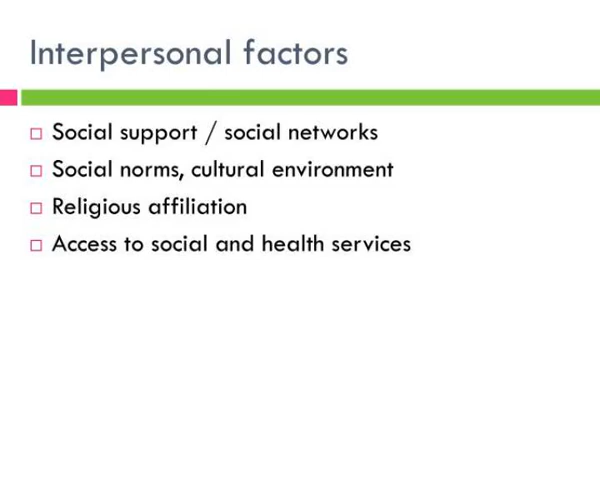 Interpersonal factors
Social support / social networks
Social norms, cultural environment
Religious affiliation
Access to social and health services